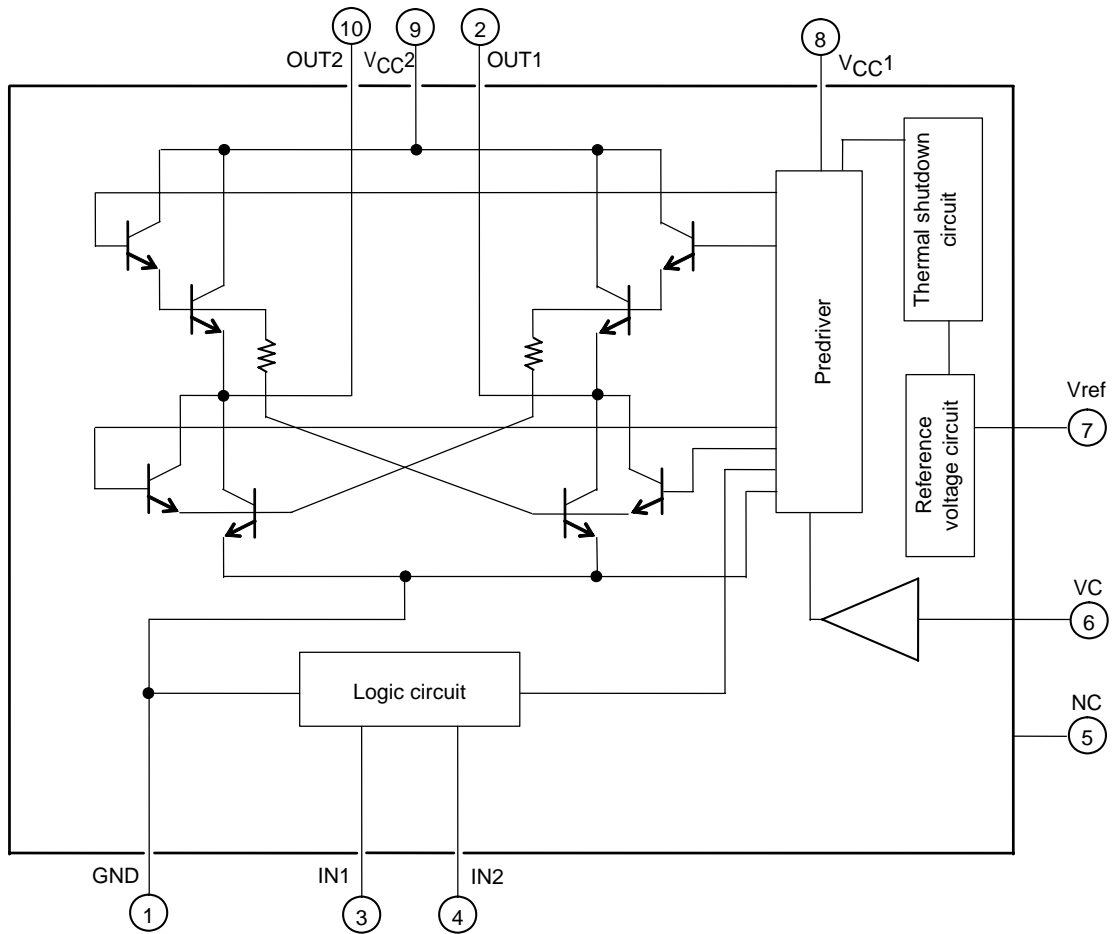 10
9
2
8
OUT2
VCC2
OUT1
VCC1
Thermal shutdown
circuit
Predriver
Reference
voltage circuit
Vref
7
VC
6
NC
5
Logic circuit
GND
IN1
IN2
1
3
4